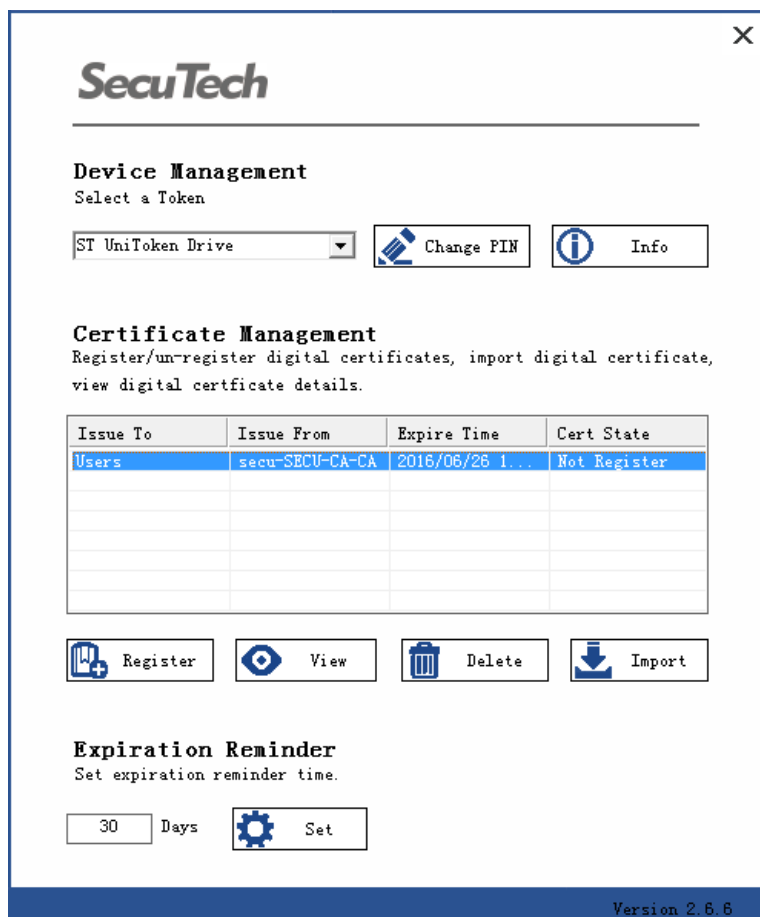 SecuTech
Device Management
Select a Token
ST UniToken Drive Change PIN Info
Certificate Management
Register/un-register digital certificates, import digital certificate,
view digital certficate details.
Issue To Issue From Expire Time Cert State
Users secu-SECU-CA-CA 2016/06/26 1... Not Register
Register View Delete Import
Expiration Reminder
Set expiration reminder time.
30 Days Set
Version 2.6.6